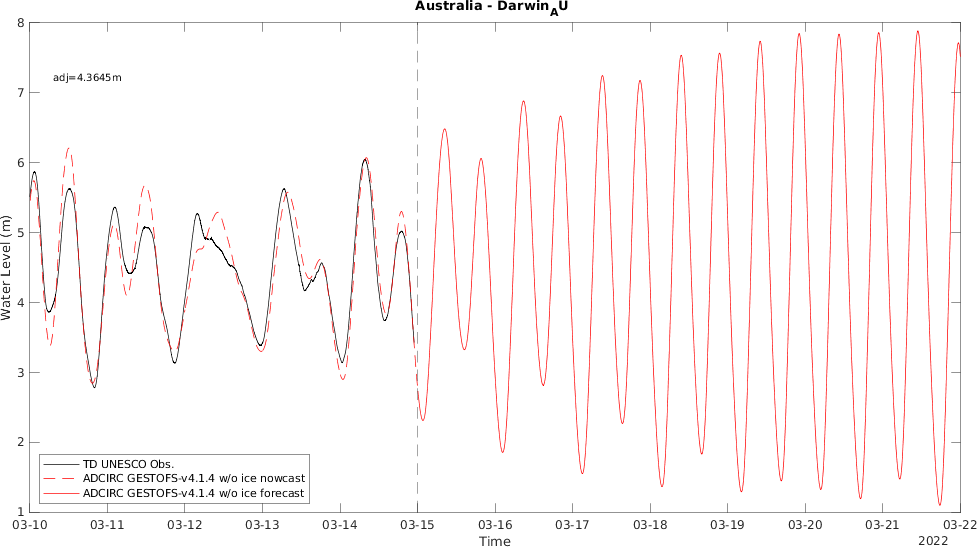 Australia - Darwin_AU
adj=4.3645m
8
7
6
5
4
3
2
1
Water Level (m)
TD UNESCO Obs.
ADCIRC GESTOFS-v4.1.4 w/o ice nowcast
ADCIRC GESTOFS-v4.1.4 w/o ice forecast
03-10 03-11 03-12 03-13 03-14 03-15 03-16 03-17 03-18 03-19 03-20 03-21 03-22
Time
2022